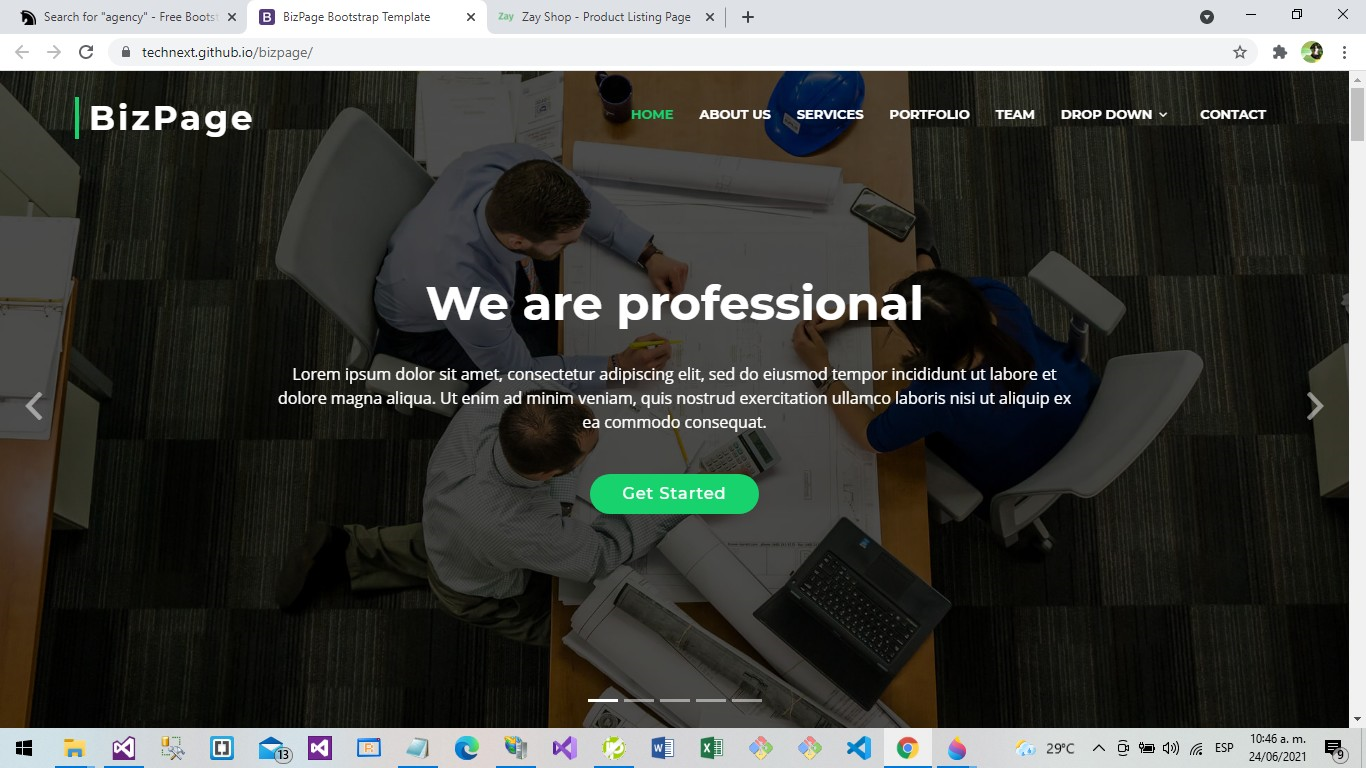 Search for "agency" - Free Boots
BizPage Bootstrap Template
Zay
Zay Shop - Product Listing Page
technext.github.io/bizpage/
BizPage
HOME
ABOUT US
SERVICES
PORTFOLIO
TEAM
DROP DOWN
CONTACT
We are professional
Lorem ipsum dolor sit amet, consectetur adipiscing elit, sed do eiusmod tempor incididunt ut labore et
dolore magna aliqua. Ut enim ad minim veniam, quis nostrud exercitation ullamco laboris nisi ut aliquip ex
ea commodo consequat.
Get Started
13
29°C
ESP
10:46 a. m.
24/06/2021
9